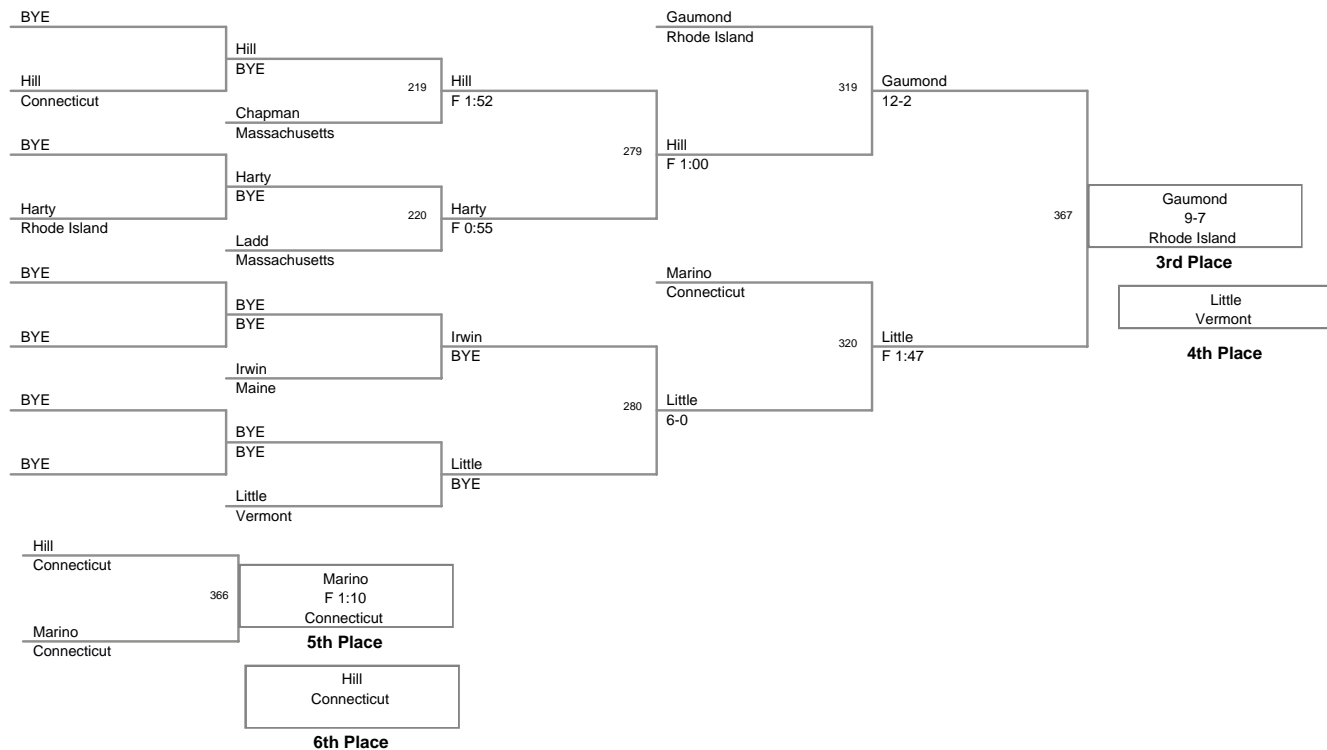 BYE
Hill
Connecticut
BYE
Harty
Rhode Island
BYE
BYE
BYE
BYE
Hill
BYE
219
Chapman
Massachusetts
Harty
BYE
220
Ladd
Massachusetts
BYE
BYE
Irwin
Maine
BYE
BYE
Little
Vermont
Hill
F 1:52
279
Harty
F 0:55
Irwin
BYE
280
Little
BYE
Gaumond
Rhode Island
319
Hill
F 1:00
Marino
Connecticut
320
Little
6-0
Gaumond
12-2
367
Little
F 1:47
Gaumond
9-7
Rhode Island
3rd Place
Little
Vermont
4th Place
Hill
Connecticut
366
Marino
Connecticut
Marino
F 1:10
Connecticut
5th Place
Hill
Connecticut
6th Place